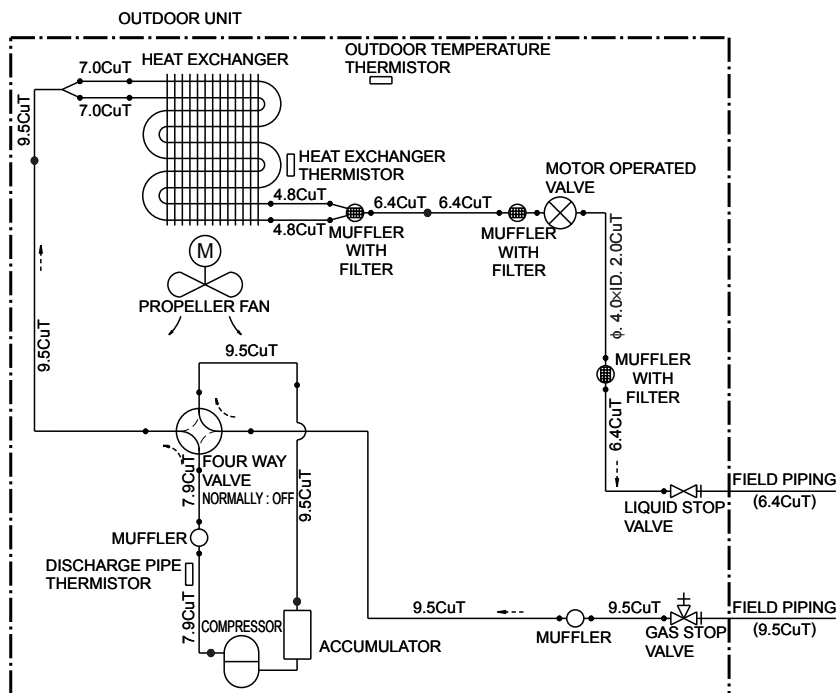 OUTDOOR UNIT
HEAT EXCHANGER
OUTDOOR TEMPERATURE
THERMISTOR
7.0CuT
7.0CuT
9.5CuT
HEAT EXCHANGER
THERMISTOR
4.8CuT
4.8CuT
6.4CuT
6.4CuT
MOTOR OPERATED
VALVE
MUFFLER
WITH
FILTER
MUFFLER
WITH
FILTER
M
PROPELLER FAN
φ. 4.0×ID. 2.0CuT
9.5CuT
9.5CuT
MUFFLER
WITH
FILTER
6.4CuT
FOUR WAY
VALVE
NORMALLY : OFF
7.9CuT
9.5CuT
FIELD PIPING
(6.4CuT)
LIQUID STOP
VALVE
MUFFLER
DISCHARGE PIPE
THERMISTOR
7.9CuT
COMPRESSOR
ACCUMULATOR
9.5CuT
9.5CuT
MUFFLER
GAS STOP
VALVE
FIELD PIPING
(9.5CuT)